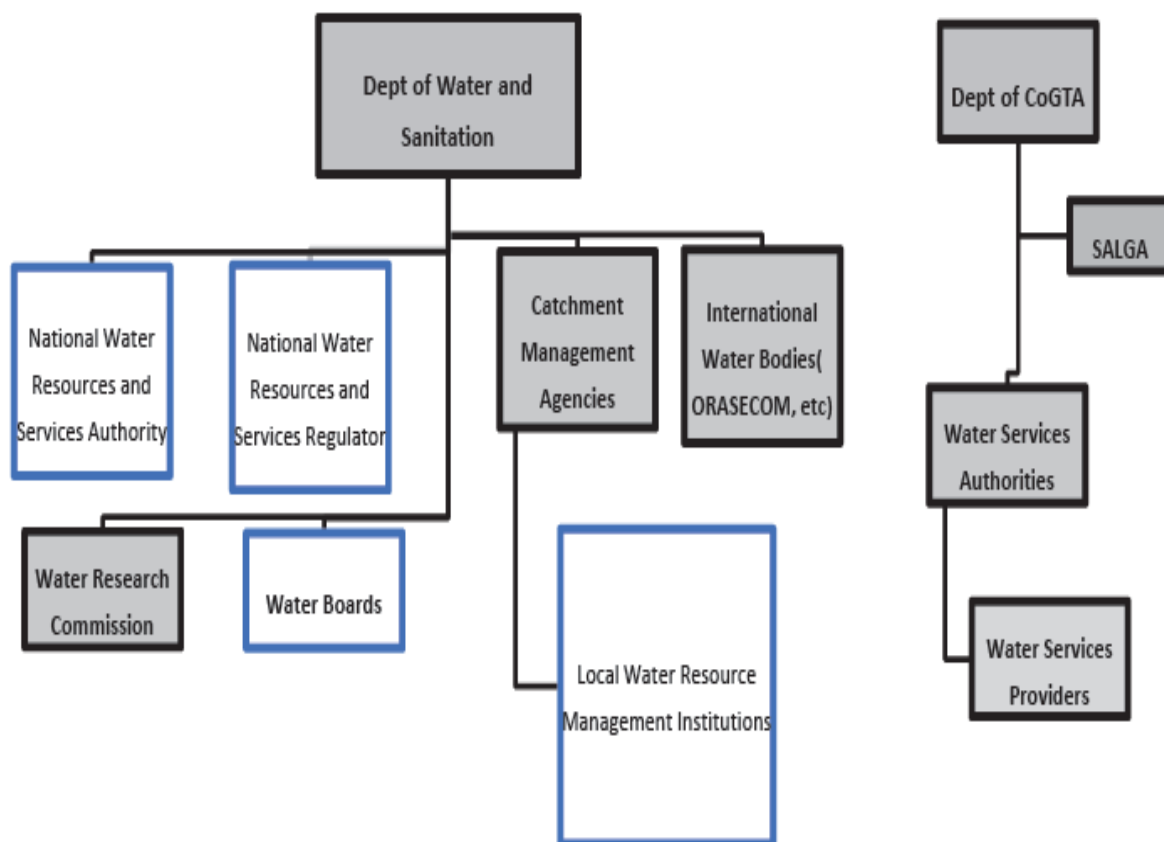 Dept of Water and
Sanitation
Dept of CoGTA
SALGA
National Water
Resources and
Services Authority
National Water
Resources and
Services Regulator
Catchment
Management
Agencies
International
Water Bodies(
ORASECOM, etc)
Water Services
Authorities
Water Research
Commission
Water Boards
Local Water Resource
Management Institutions
Water Services
Providers